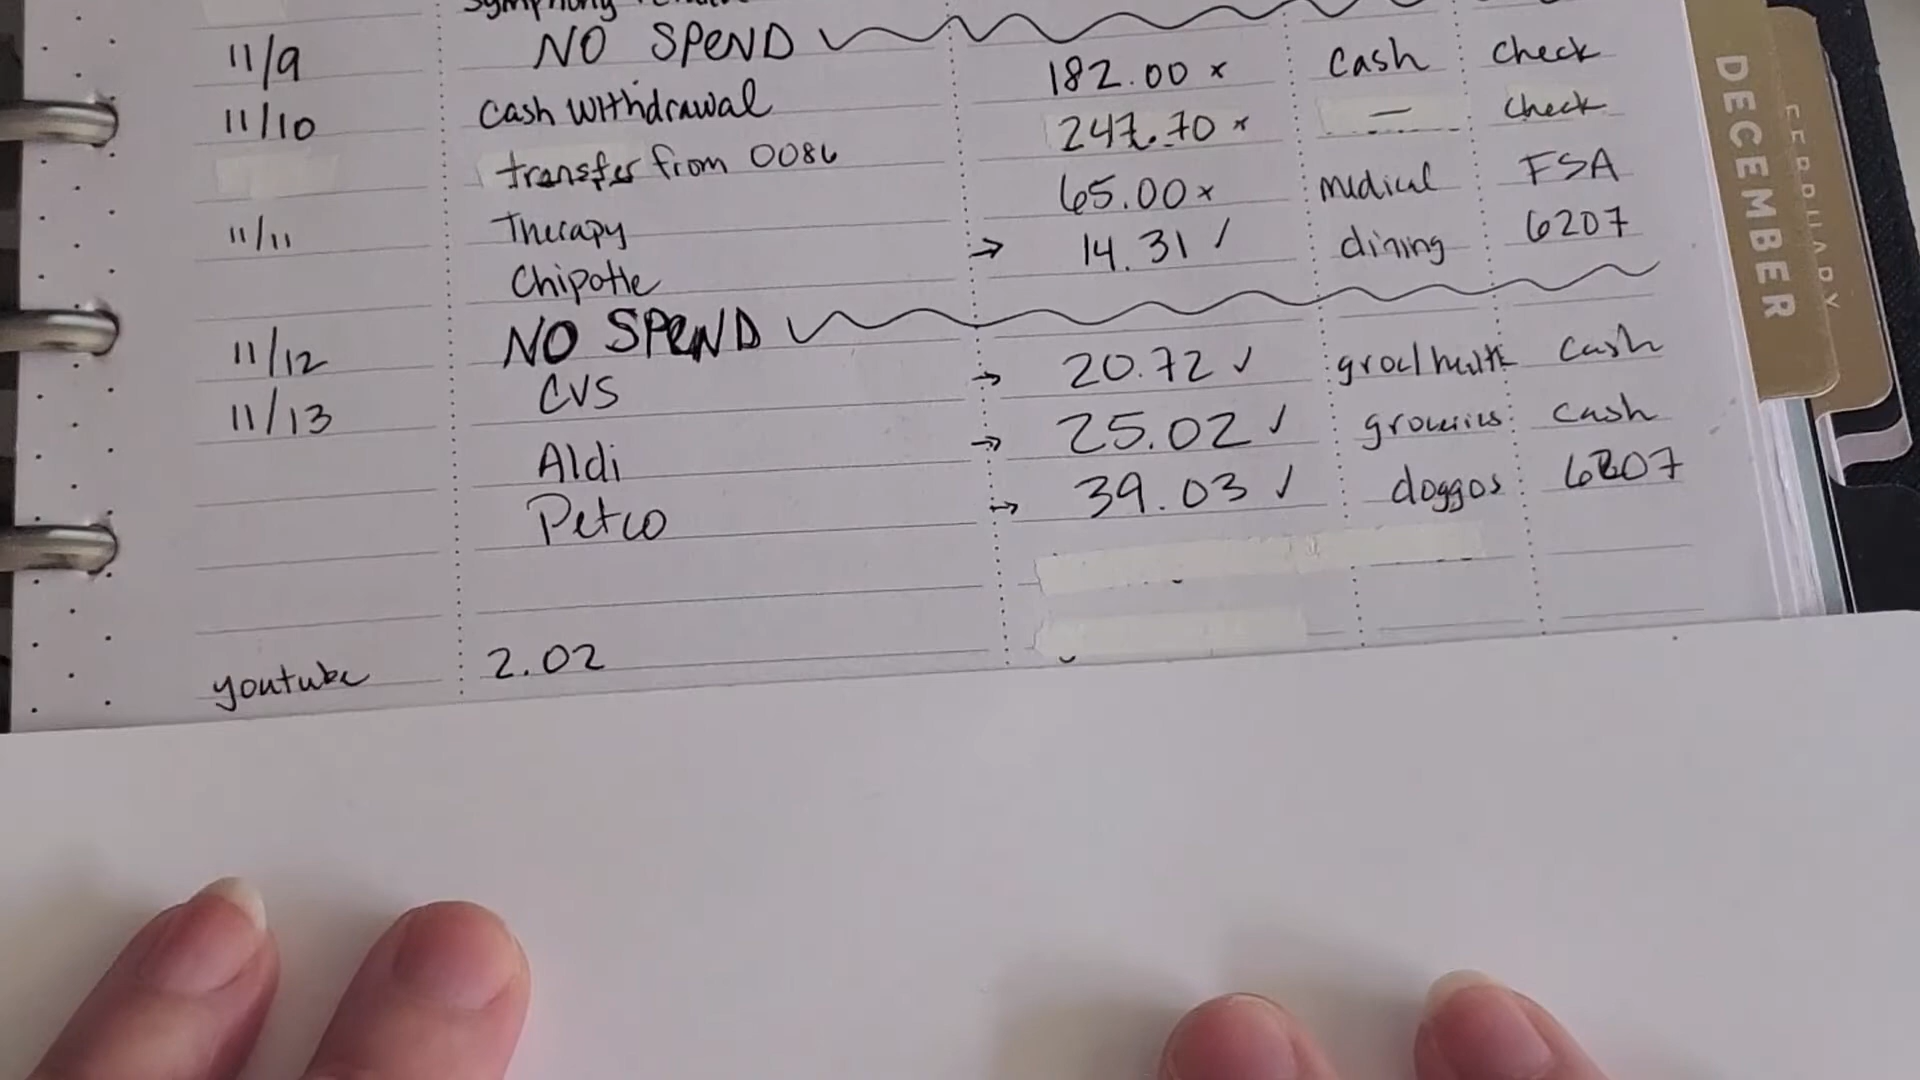 11/9 NO SPEND
11/10 Cash Withdrawal 182.00 x cash check
transfer from 0086 247.70 x — check
11/11 Therapy 65.00 x medical FSA
Chipotle → 14.31 ✓ dining 6207
11/12 NO SPEND
11/13 CVS → 20.72 ✓ cash
Aldi → 25.02 ✓ groceries cash
Petco → 39.03 ✓ doggos 6207
youtube 2.02
DECEMBER
FEBRUARY